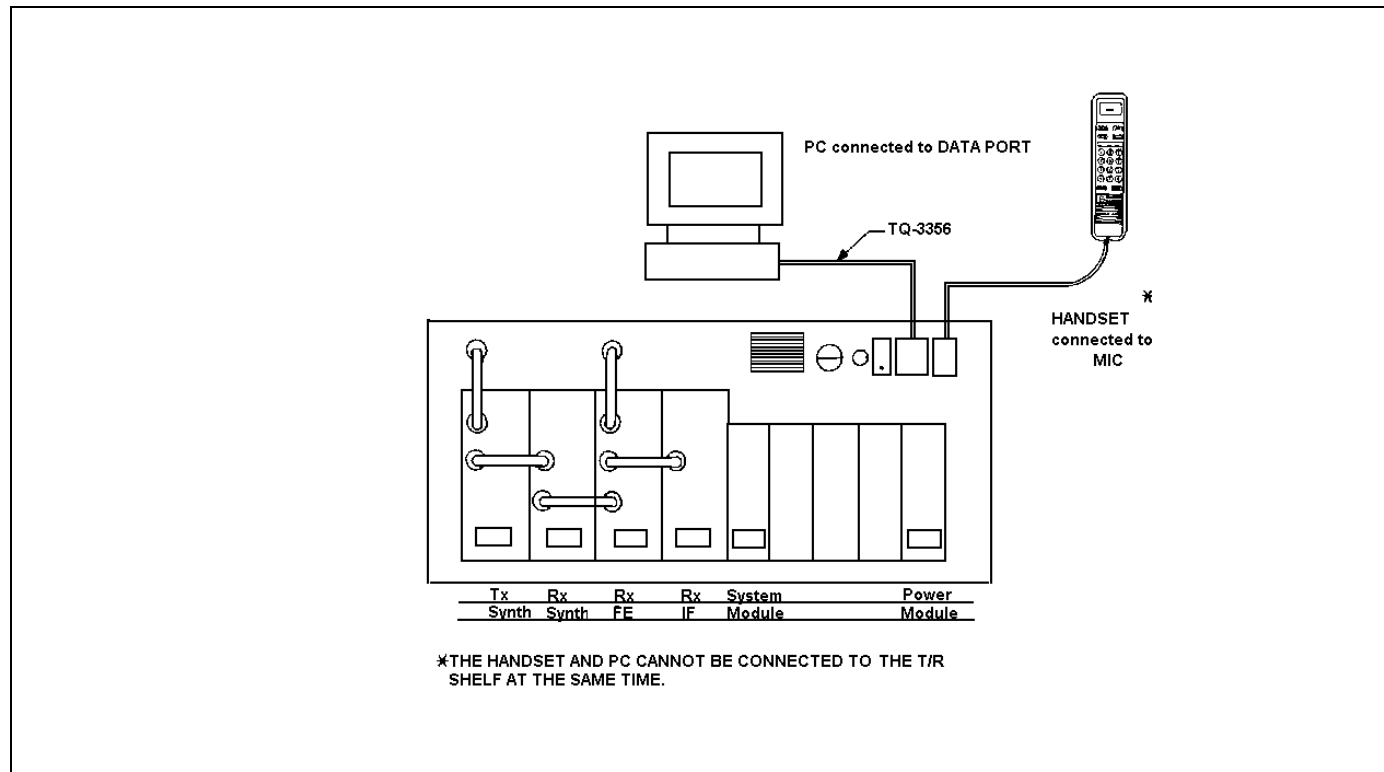 PC connected to DATA PORT
TQ-3356
*
HANDSET
connected to
MIC
Tx Rx Rx Rx System Power
Synth Synth FE IF Module Module
*THE HANDSET AND PC CANNOT BE CONNECTED TO THE T/R
SHELF AT THE SAME TIME.